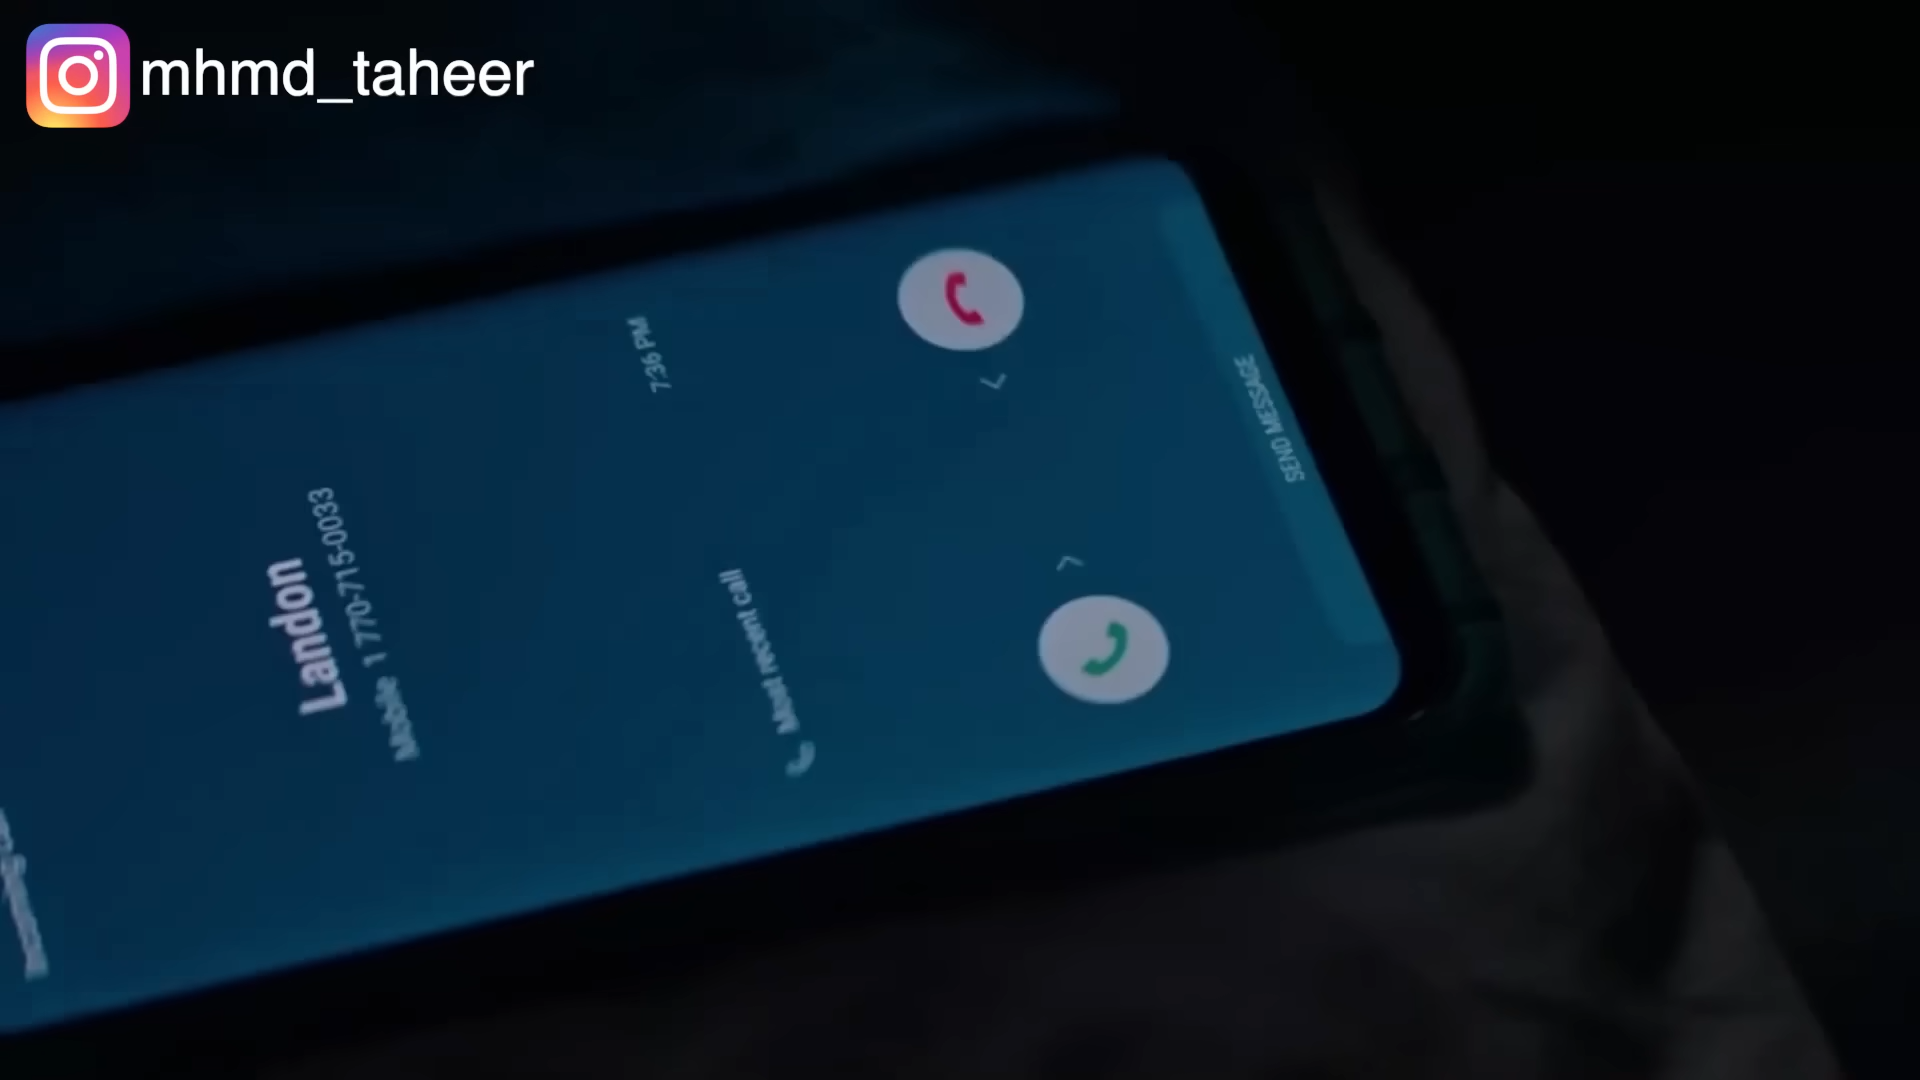 mhmd_taheer
Landon
Mobile 1 770-715-0033
7:36 PM
Most recent call
SEND MESSAGE